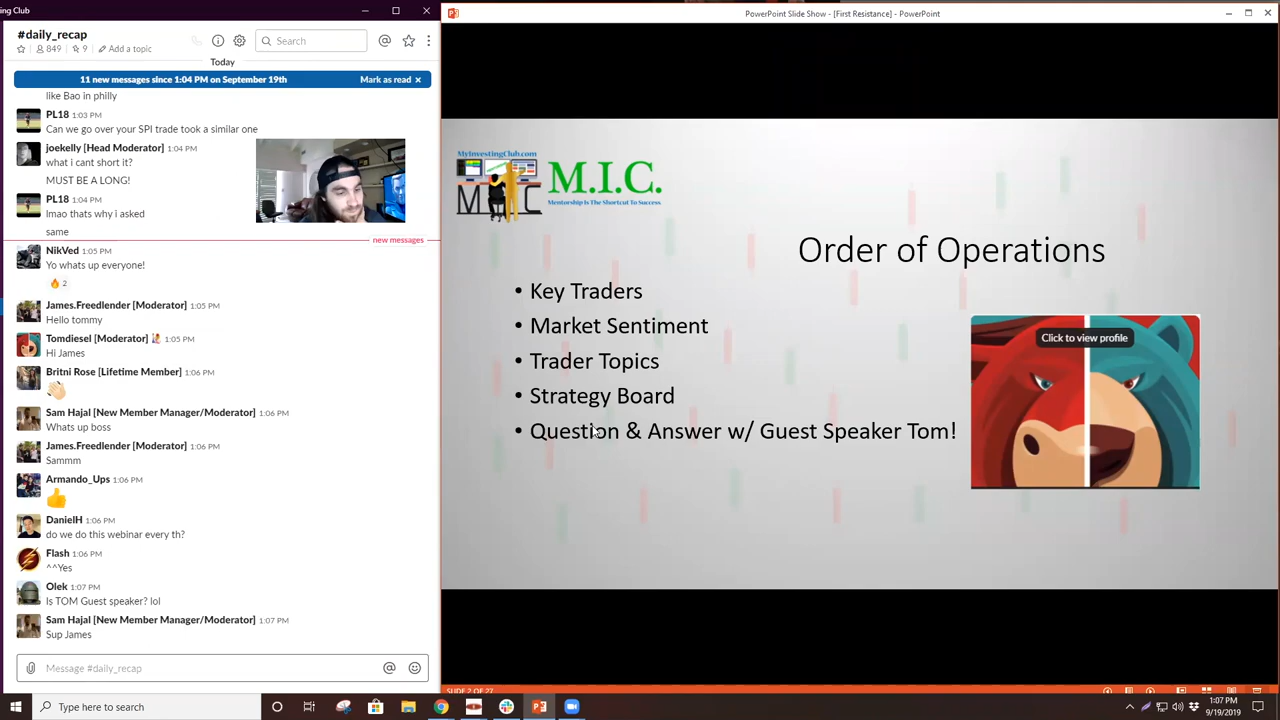 ing Club
#daily_recap
849
9
Add a topic
Search
Today
11 new messages since 1:04 PM on September 19th
Mark as read
like Bao in philly
PL18 1:03 PM
Can we go over your SPI trade took a similar one
joekelly [Head Moderator] 1:04 PM
what i cant short it?
MUST BE A LONG!
PL18 1:04 PM
lmao thats why i asked
same
new messages
NikVed 1:05 PM
Yo whats up everyone!
2
James.Freedlender [Moderator] 1:05 PM
Hello tommy
Tomdiesel [Moderator] 1:05 PM
Hi James
Britni Rose [Lifetime Member] 1:06 PM
Sam Hajal [New Member Manager/Moderator] 1:06 PM
Whats up boss
James.Freedlender [Moderator] 1:06 PM
Sammm
Armando_Ups 1:06 PM
DanielH 1:06 PM
do we do this webinar every th?
Flash 1:06 PM
^^Yes
Olek 1:07 PM
Is TOM Guest speaker? lol
Sam Hajal [New Member Manager/Moderator] 1:07 PM
Sup James
Message #daily_recap
PowerPoint Slide Show - [First Resistance] - PowerPoint
MyInvestingClub.com
M.I.C.
Mentorship Is The Shortcut To Success.
Order of Operations
• Key Traders
• Market Sentiment
• Trader Topics
• Strategy Board
• Question & Answer w/ Guest Speaker Tom!
Click to view profile
SLIDE 2 OF 27
Type here to search
1:07 PM
9/19/2019